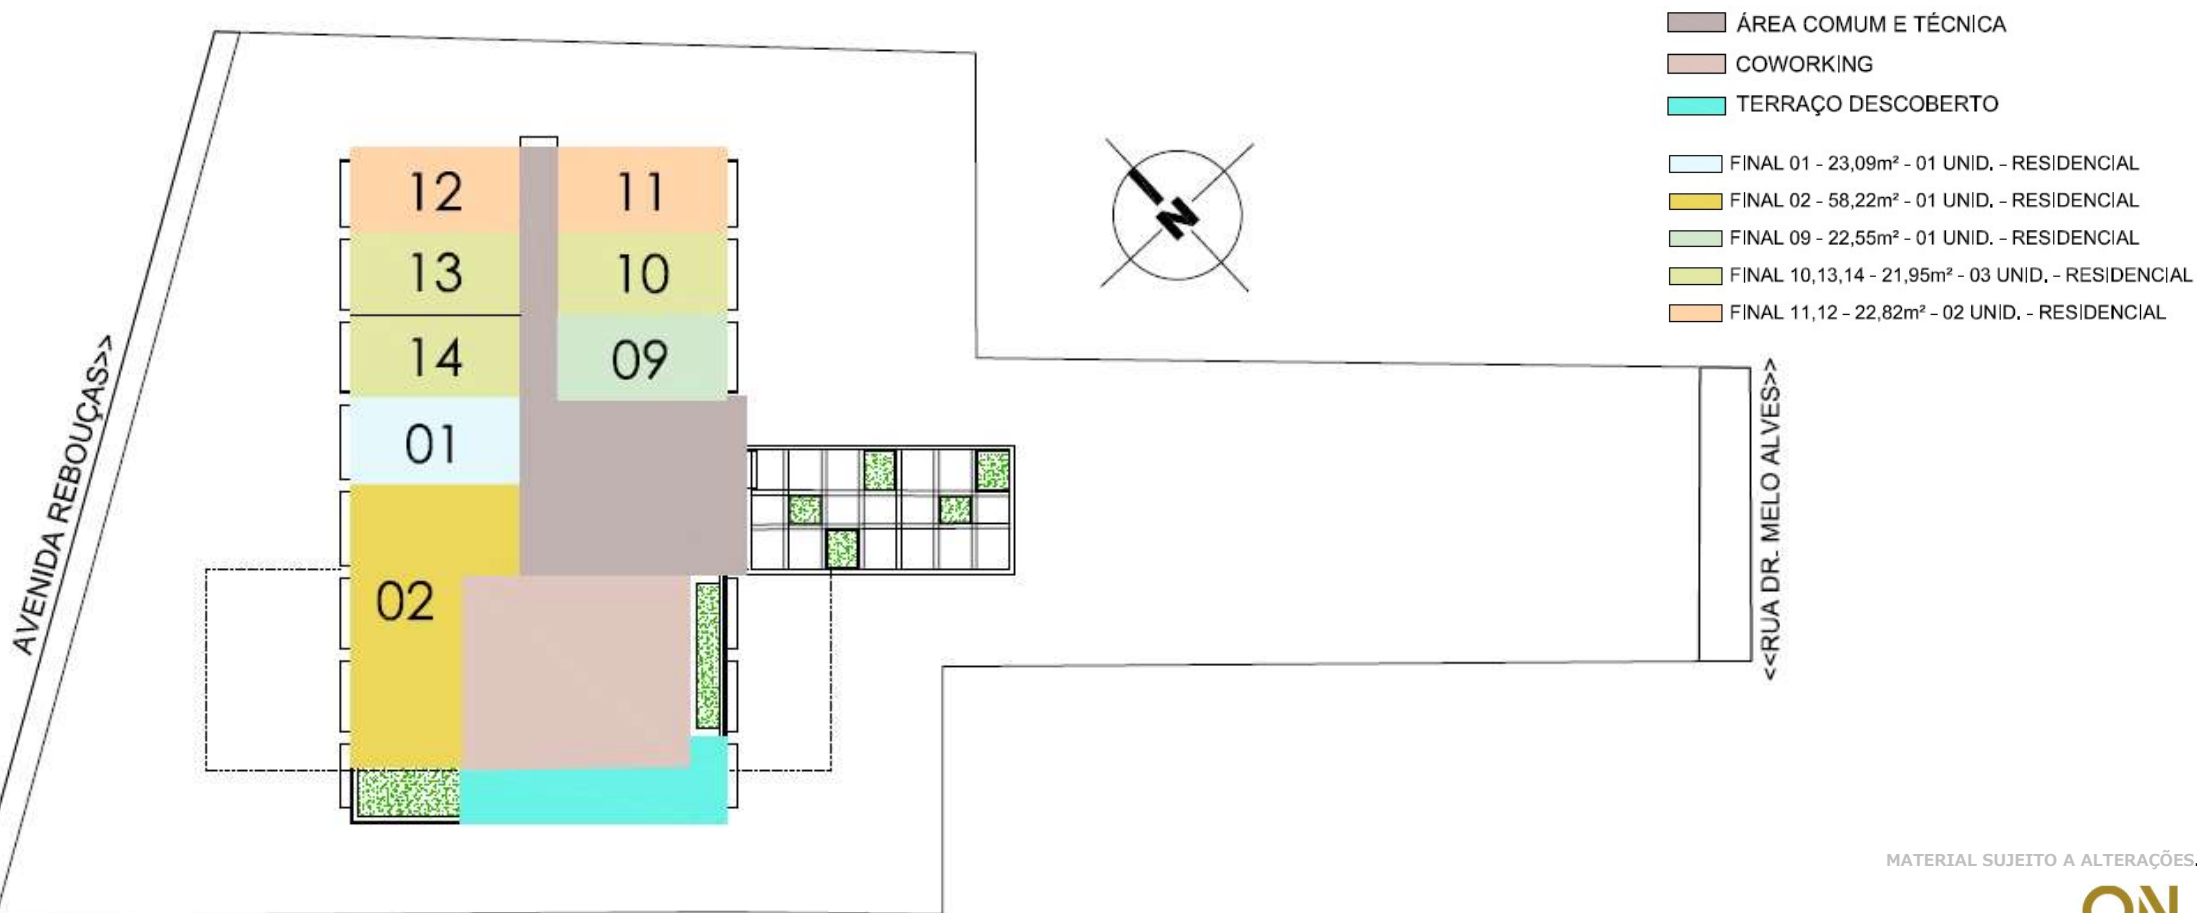 ÁREA COMUM E TÉCNICA
COWORKING
TERRAÇO DESCOBERTO
FINAL 01 - 23,09m² - 01 UNID. - RESIDENCIAL
FINAL 02 - 58,22m² - 01 UNID. - RESIDENCIAL
FINAL 09 - 22,55m² - 01 UNID. - RESIDENCIAL
FINAL 10,13,14 - 21,95m² - 03 UNID. - RESIDENCIAL
FINAL 11,12 - 22,82m² - 02 UNID. - RESIDENCIAL
N
12 11
13 10
14 09
01
02
AVENIDA REBOUÇAS>>
<<RUA DR. MELO ALVES>>
MATERIAL SUJEITO A ALTERAÇÕES.
ON